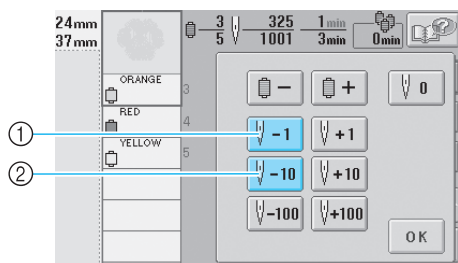 24mm
37mm
3
5
325
1001
1min
3min
0min
ORANGE
3
RED
4
YELLOW
5
−
+
0
①
−1
+1
②
−10
+10
−100
+100
OK